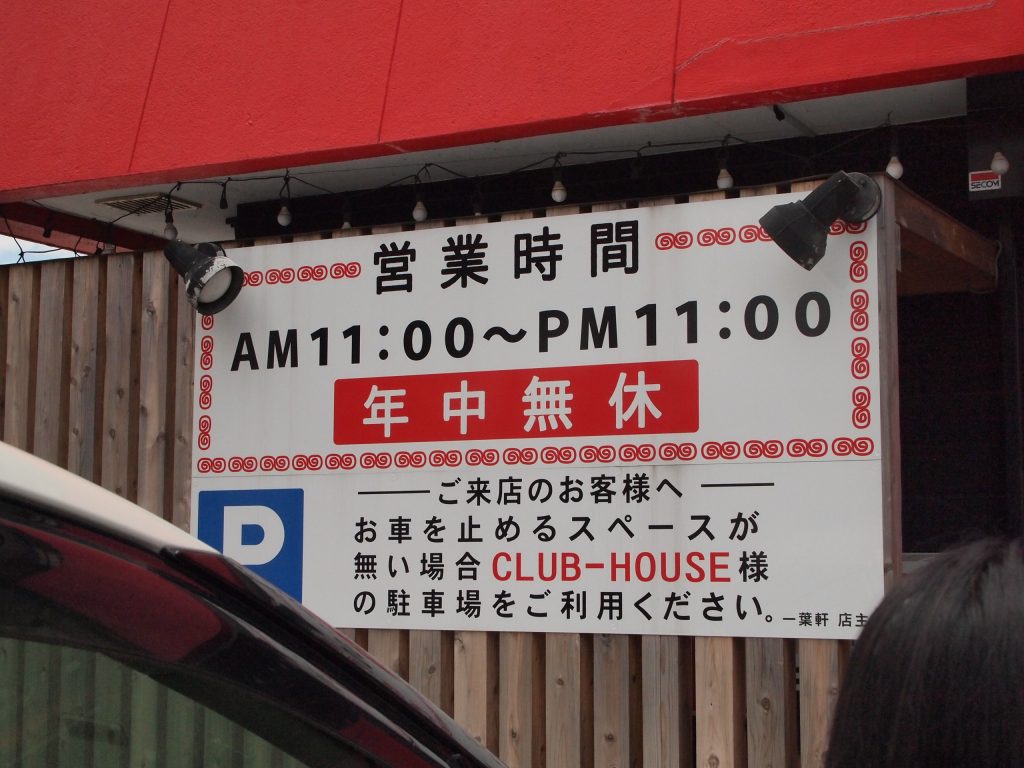 SECOM
営業時間
AM11:00～PM11:00
年中無休
P
ご来店のお客様へ
お車を止めるスペースが
無い場合CLUB-HOUSE様
の駐車場をご利用ください。
一葉軒 店主